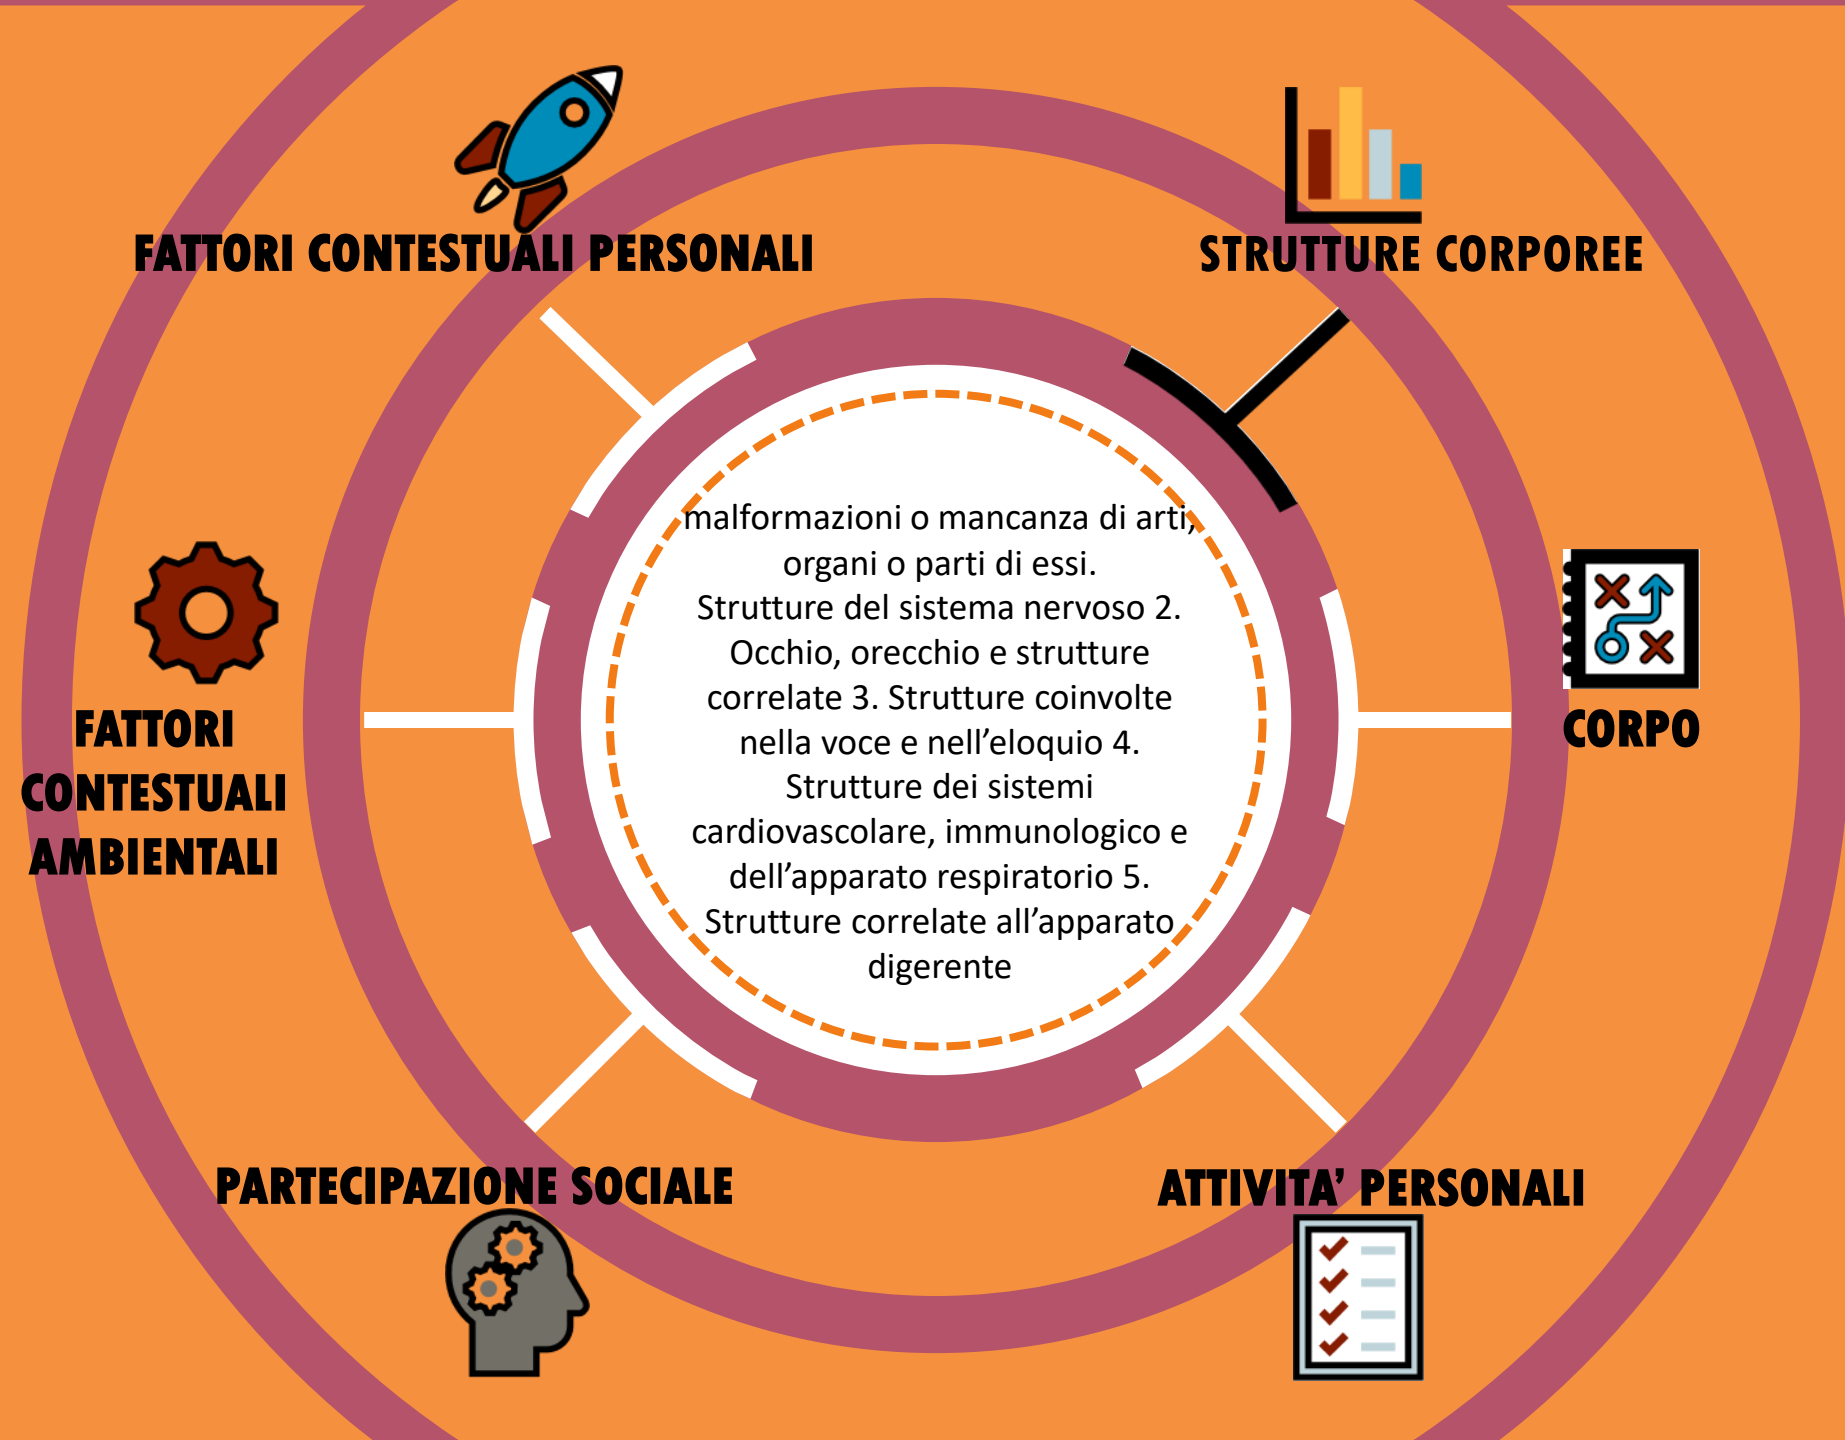 FATTORI CONTESTUALI PERSONALI
STRUTTURE CORPOREE
malformazioni o mancanza di arti,
organi o parti di essi.
Strutture del sistema nervoso 2.
Occhio, orecchio e strutture
correlate 3. Strutture coinvolte
nella voce e nell’eloquio 4.
Strutture dei sistemi
cardiovascolare, immunologico e
dell’apparato respiratorio 5.
Strutture correlate all’apparato
digerente
FATTORI
CONTESTUALI
AMBIENTALI
CORPO
PARTECIPAZIONE SOCIALE
ATTIVITA’ PERSONALI